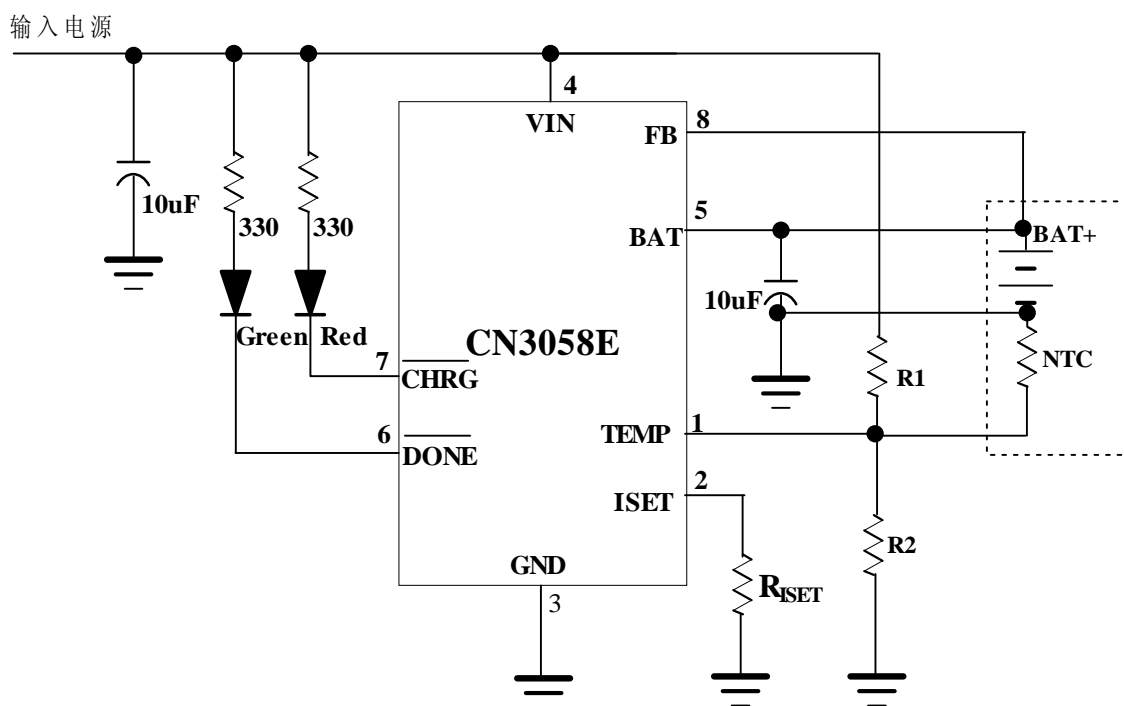 输入电源
4
VIN
8
FB
10uF
330
330
5
BAT
BAT+
10uF
Green
Red
CN3058E
7
CHRG
R1
NTC
6
DONE
1
TEMP
2
ISET
R2
GND
3
RISET